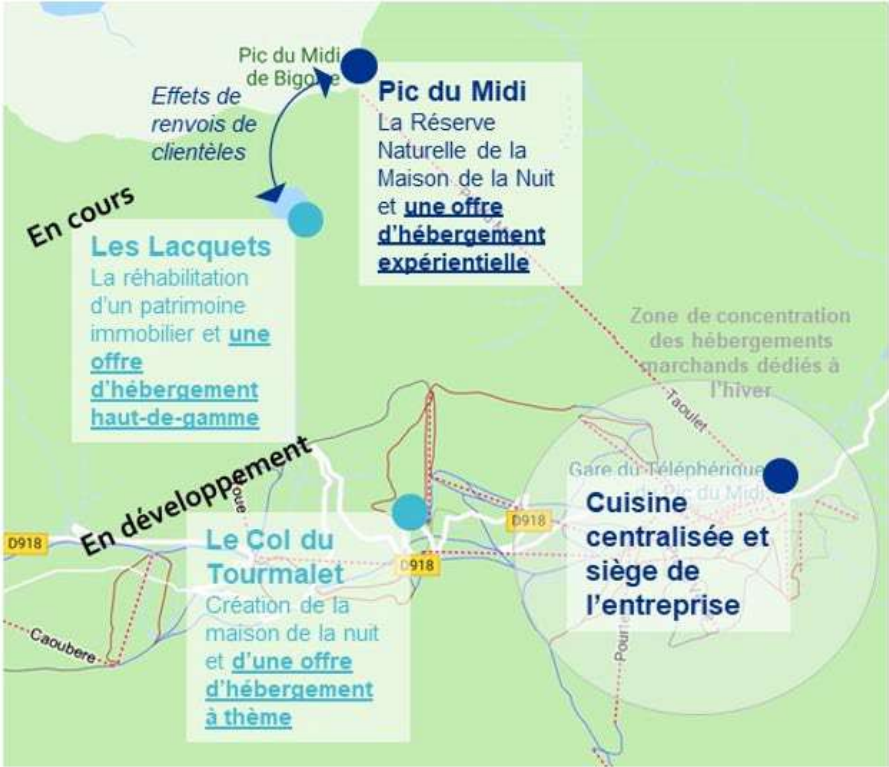 Pic du Midi
de Bigorre
Effets de
renvois de
clientèles
Pic du Midi
La Réserve
Naturelle de la
Maison de la Nuit
et une offre
d'hébergement
expérientielle
En cours
Les Lacquets
La réhabilitation
d'un patrimoine
immobilier et une
offre
d'hébergement
haut-de-gamme
Zone de concentration
des hébergements
marchands dédiés à
l'hiver
Taoulet
En développement
Gare du Téléphérique
du Pic du Midi
Cuisine
centralisée et
siège de
l'entreprise
D918
D918
D918
Le Col du
Tourmalet
Création de la
maison de la nuit
et d'une offre
d'hébergement
à thème
Caoubere